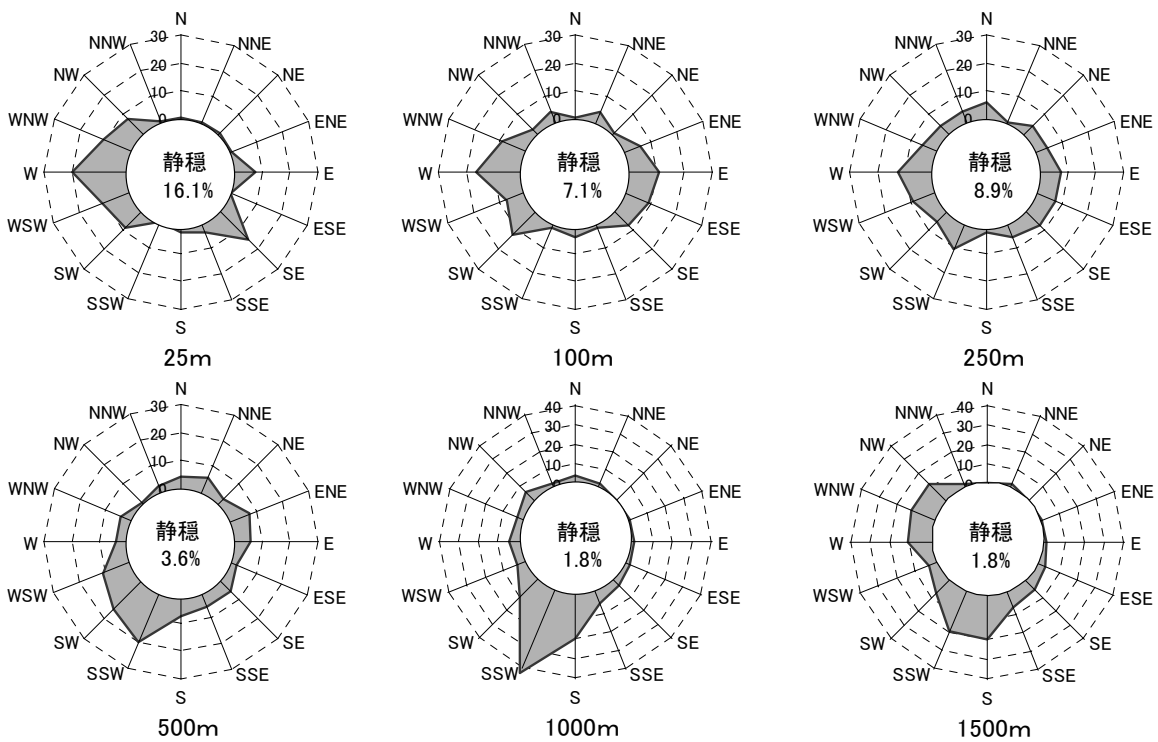 N
NNE
NE
ENE
E
ESE
SE
SSE
S
SSW
SW
WSW
W
WNW
NW
NNW
30
20
10
0
静穏
16.1%
25m
N
NNE
NE
ENE
E
ESE
SE
SSE
S
SSW
SW
WSW
W
WNW
NW
NNW
30
20
10
0
静穏
7.1%
100m
N
NNE
NE
ENE
E
ESE
SE
SSE
S
SSW
SW
WSW
W
WNW
NW
NNW
30
20
10
0
静穏
8.9%
250m
N
NNE
NE
ENE
E
ESE
SE
SSE
S
SSW
SW
WSW
W
WNW
NW
NNW
30
20
10
0
静穏
3.6%
500m
N
NNE
NE
ENE
E
ESE
SE
SSE
S
SSW
SW
WSW
W
WNW
NW
NNW
40
30
20
10
0
静穏
1.8%
1000m
N
NNE
NE
ENE
E
ESE
SE
SSE
S
SSW
SW
WSW
W
WNW
NW
NNW
40
30
20
10
0
静穏
1.8%
1500m